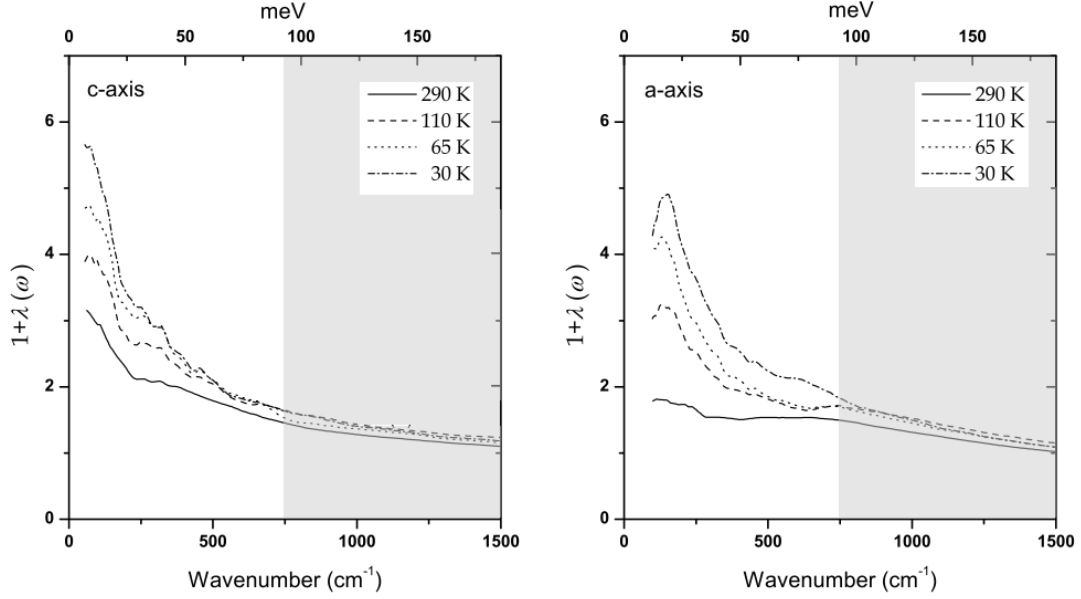 meV
0 50 100 150
c-axis
290 K
110 K
65 K
30 K
6
4
2
0
1+λ(ω)
0 500 1000 1500
Wavenumber (cm⁻¹)
meV
0 50 100 150
a-axis
290 K
110 K
65 K
30 K
6
4
2
0
1+λ(ω)
0 500 1000 1500
Wavenumber (cm⁻¹)